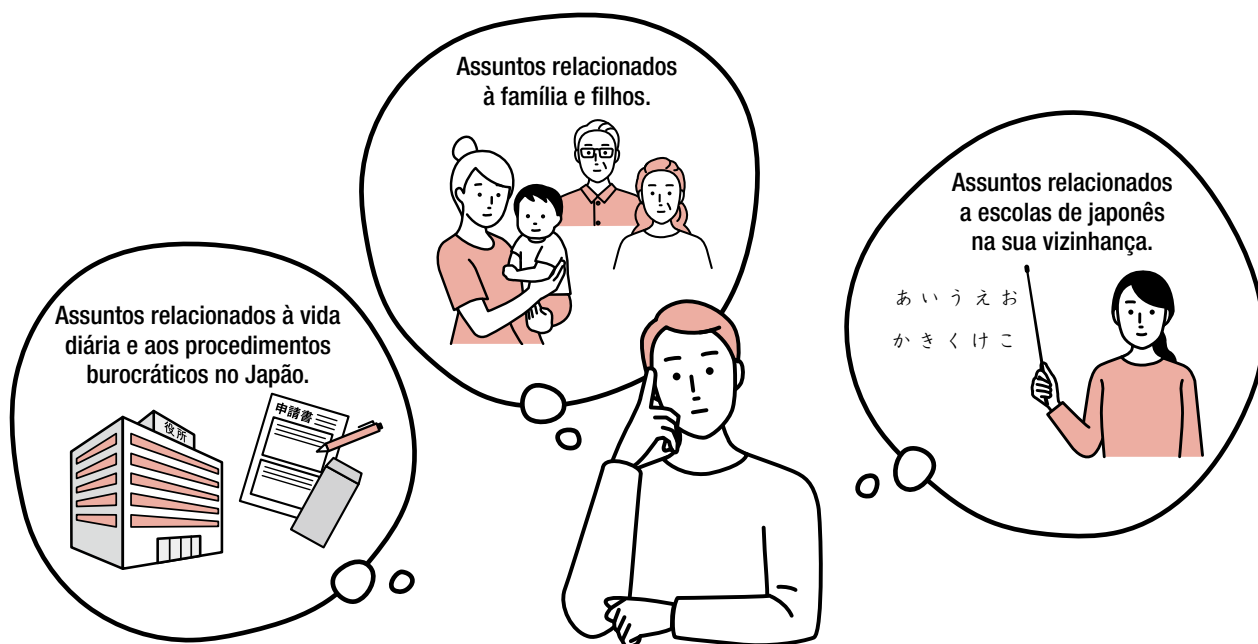 Assuntos relacionados
à família e filhos.
Assuntos relacionados à vida
diária e aos procedimentos
burocráticos no Japão.
役所
申請書
Assuntos relacionados
a escolas de japonês
na sua vizinhança.
あいうえお
かきくけこ